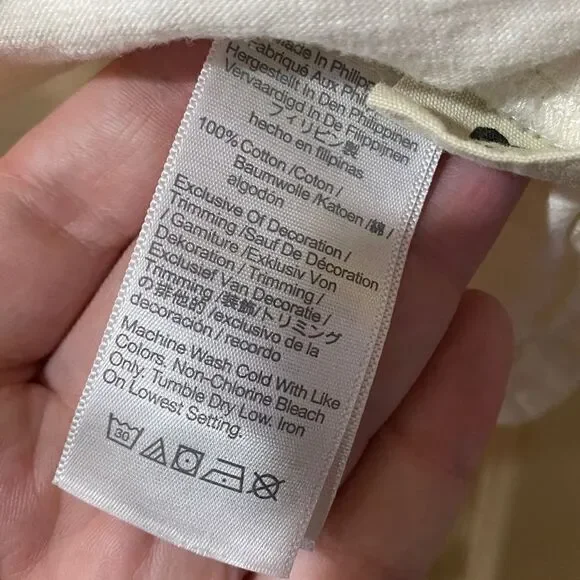 Made In Philippines
Fabriqué Aux Phil
Hergestellt In Den Philippinen
Vervaardigd In De Filippijnen
フィリピン製
hecho en filipinas
100% Cotton /Coton/
Baumwolle /Katoen /綿 /
algodon
Exclusive Of Decoration /
Trimming /Sauf De Décoration
/ Garniture /Exklusiv Von
Dekoration / Trimming /
Exclusief Van Decoratie /
Trimming /装飾/トリミング
の其他的/exclusivo de la
decoración / recordo
Machine Wash Cold With Like
Colors. Non-Chlorine Bleach
Only. Tumble Dry Low. Iron
On Lowest Setting.
30